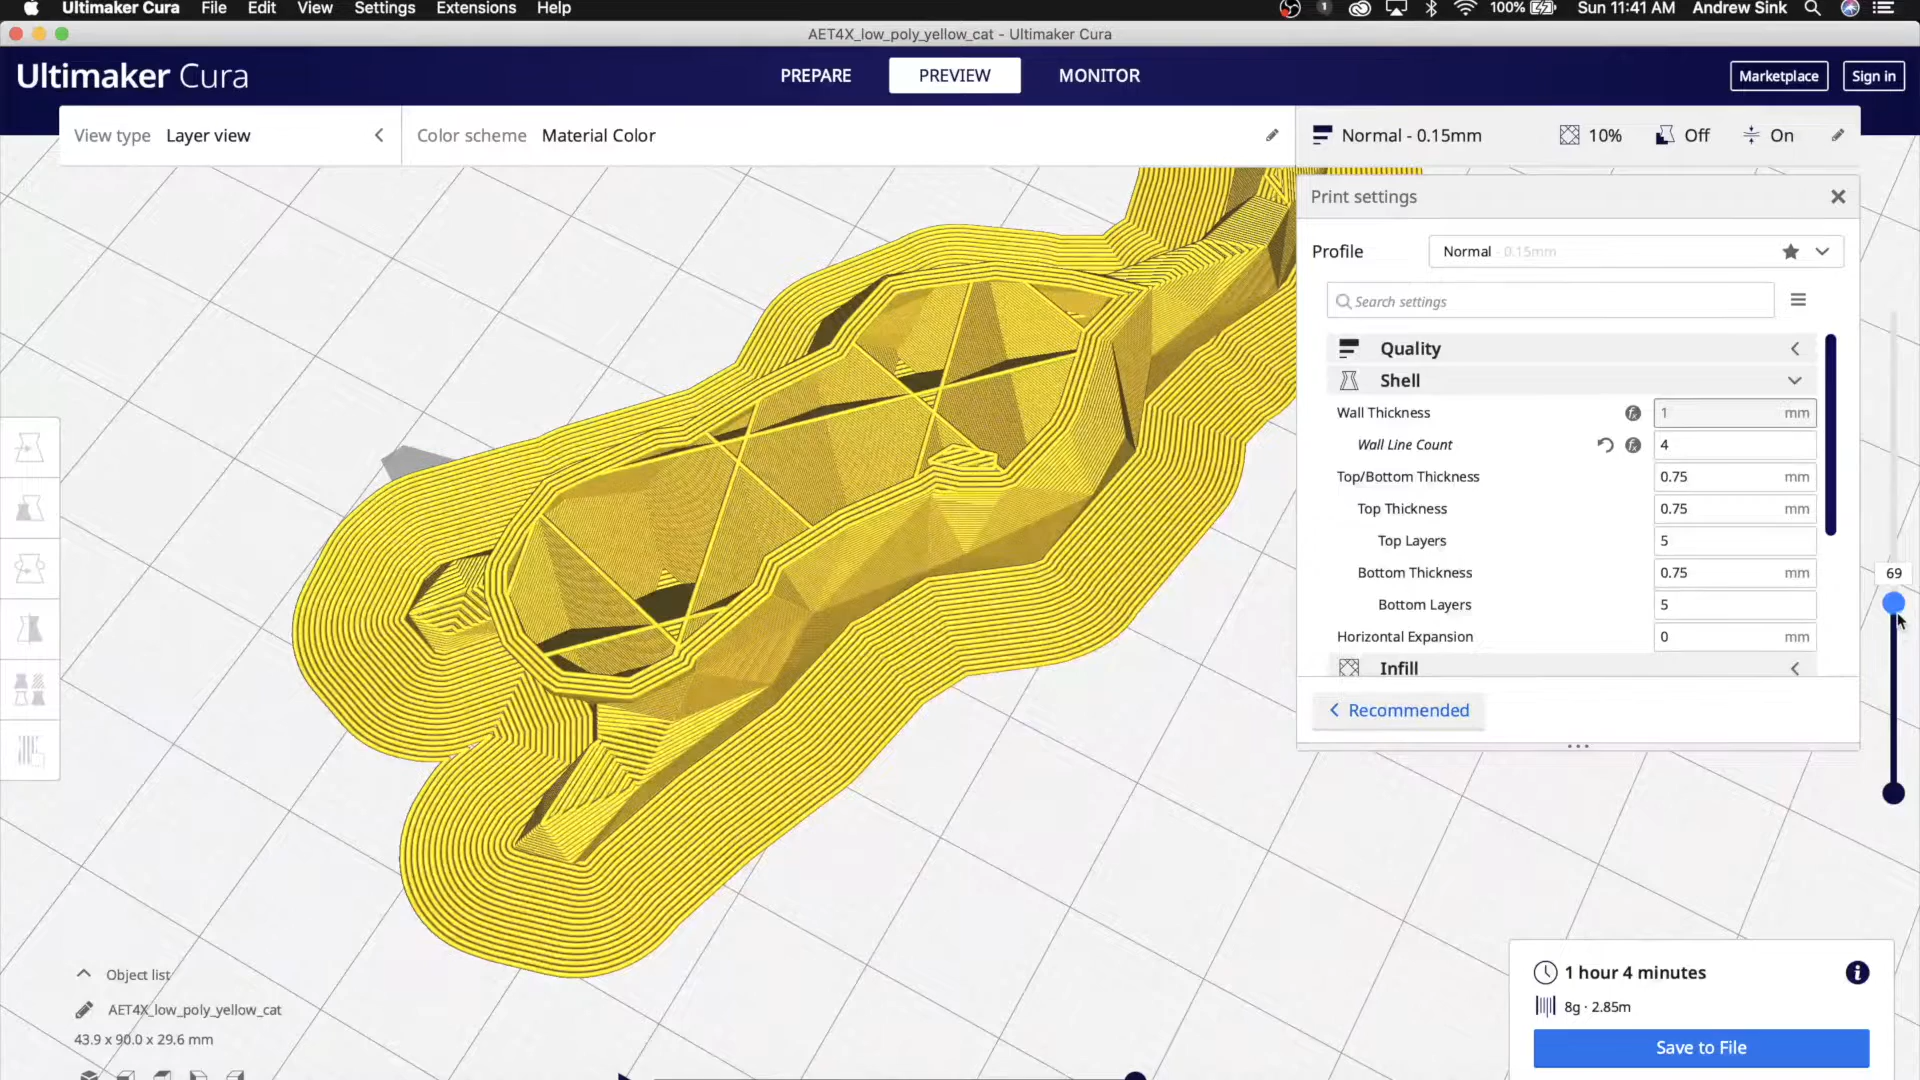 Ultimaker Cura File Edit View Settings Extensions Help 1 100% Sun 11:41 AM Andrew Sink
AET4X_low_poly_yellow_cat - Ultimaker Cura
Ultimaker Cura PREPARE PREVIEW MONITOR Marketplace Sign in
View type Layer view Color scheme Material Color Normal - 0.15mm 10% Off On
Print settings
Profile Normal - 0.15mm
Search settings
Quality
Shell
Wall Thickness 1 mm
Wall Line Count 4
Top/Bottom Thickness 0.75 mm
Top Thickness 0.75 mm
Top Layers 5
Bottom Thickness 0.75 mm
69
Bottom Layers 5
Horizontal Expansion 0 mm
Infill
Recommended
Object list
AET4X_low_poly_yellow_cat
43.9 x 90.0 x 29.6 mm
1 hour 4 minutes
8g · 2.85m
Save to File